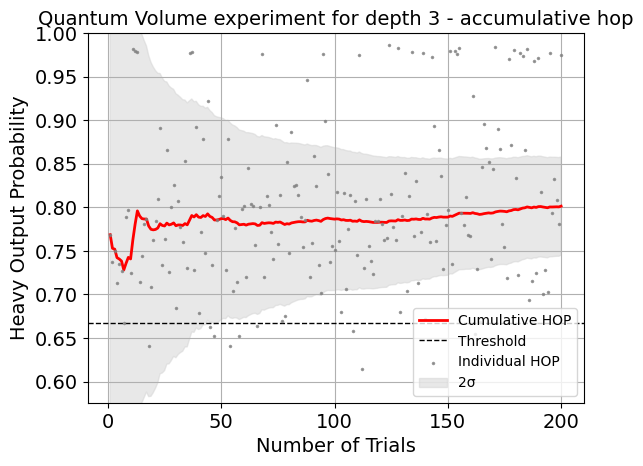 Quantum Volume experiment for depth 3 - accumulative hop
Heavy Output Probability
1.00
0.95
0.90
0.85
0.80
0.75
0.70
0.65
0.60
Cumulative HOP
Threshold
Individual HOP
2σ
0 50 100 150 200
Number of Trials